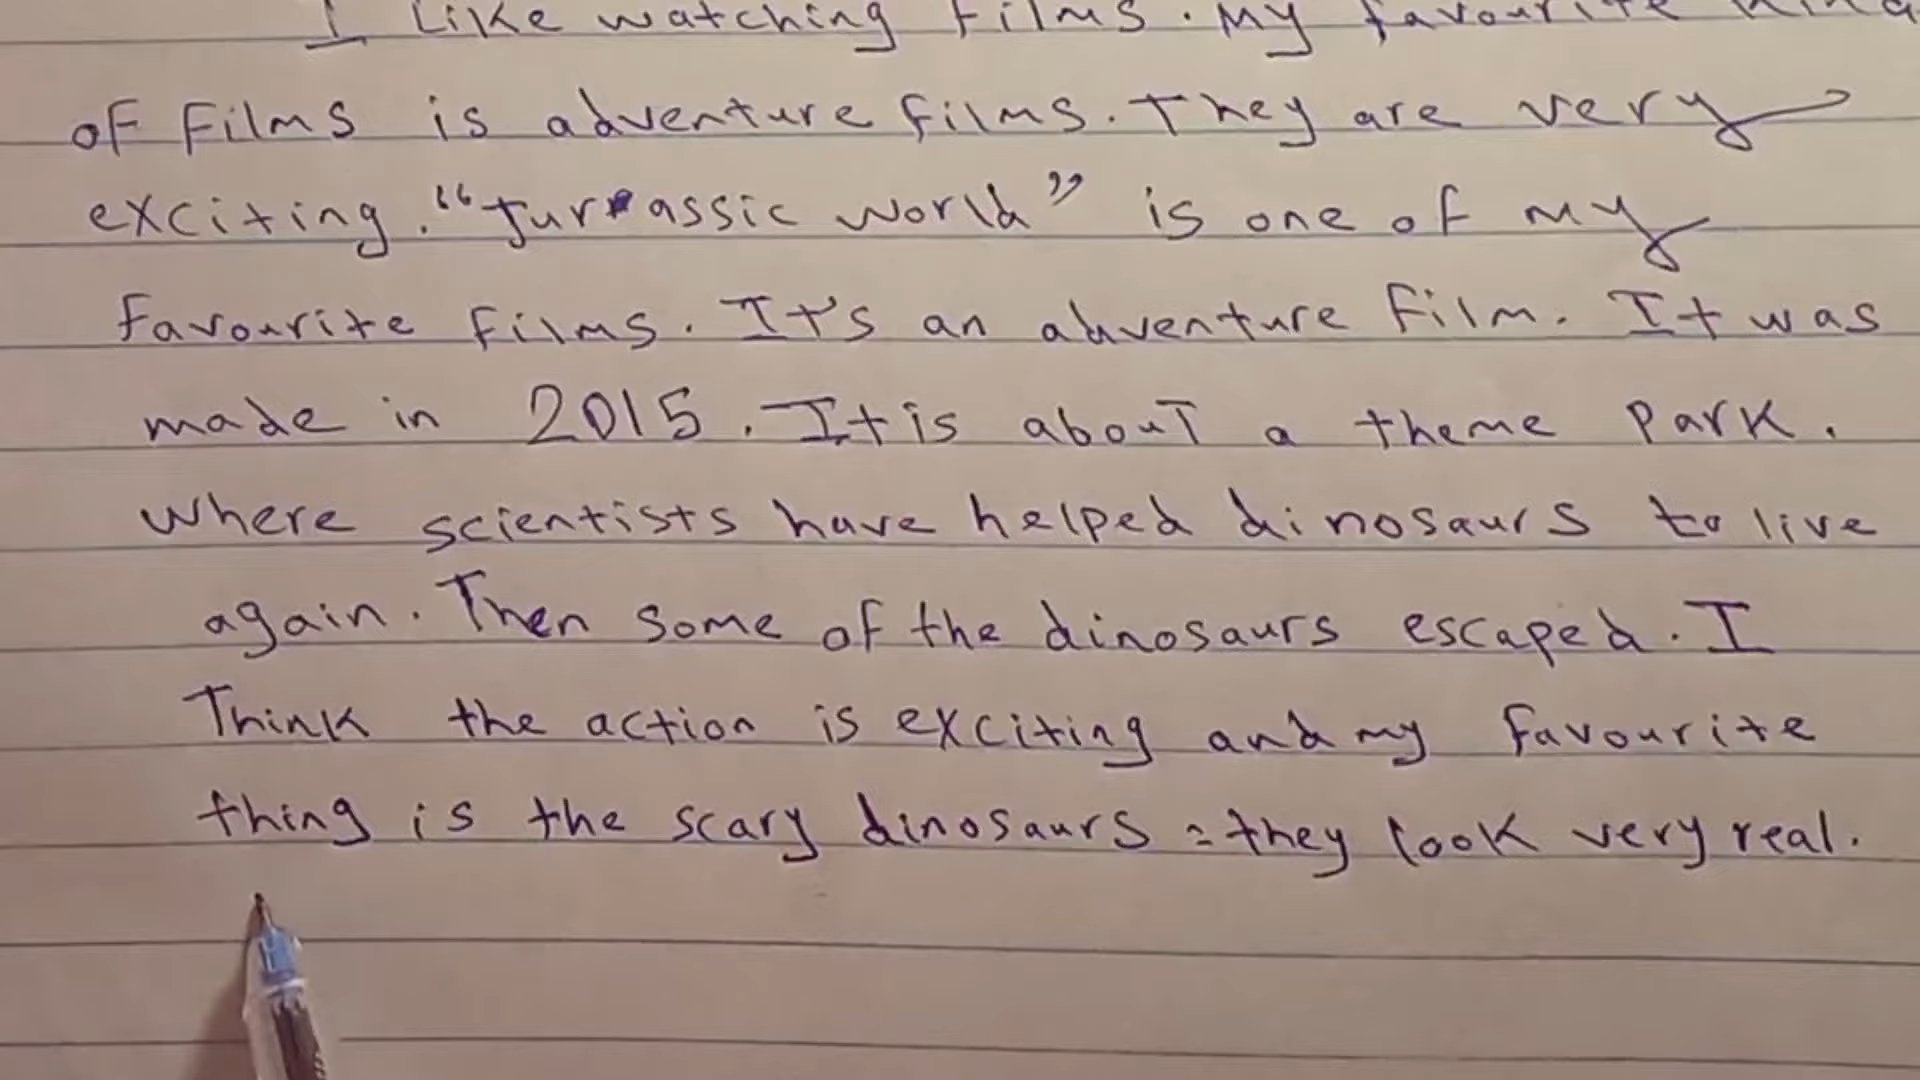 I Like watching films. My favourite kind
of films is adventure films. They are very
exciting. "Jurassic World" is one of my
favourite films. It's an adventure film. It was
made in 2015. It is about a theme park.
where scientists have helped dinosaurs to live
again. Then some of the dinosaurs escaped. I
Think the action is exciting and my favourite
thing is the scary dinosaurs = they look very real.